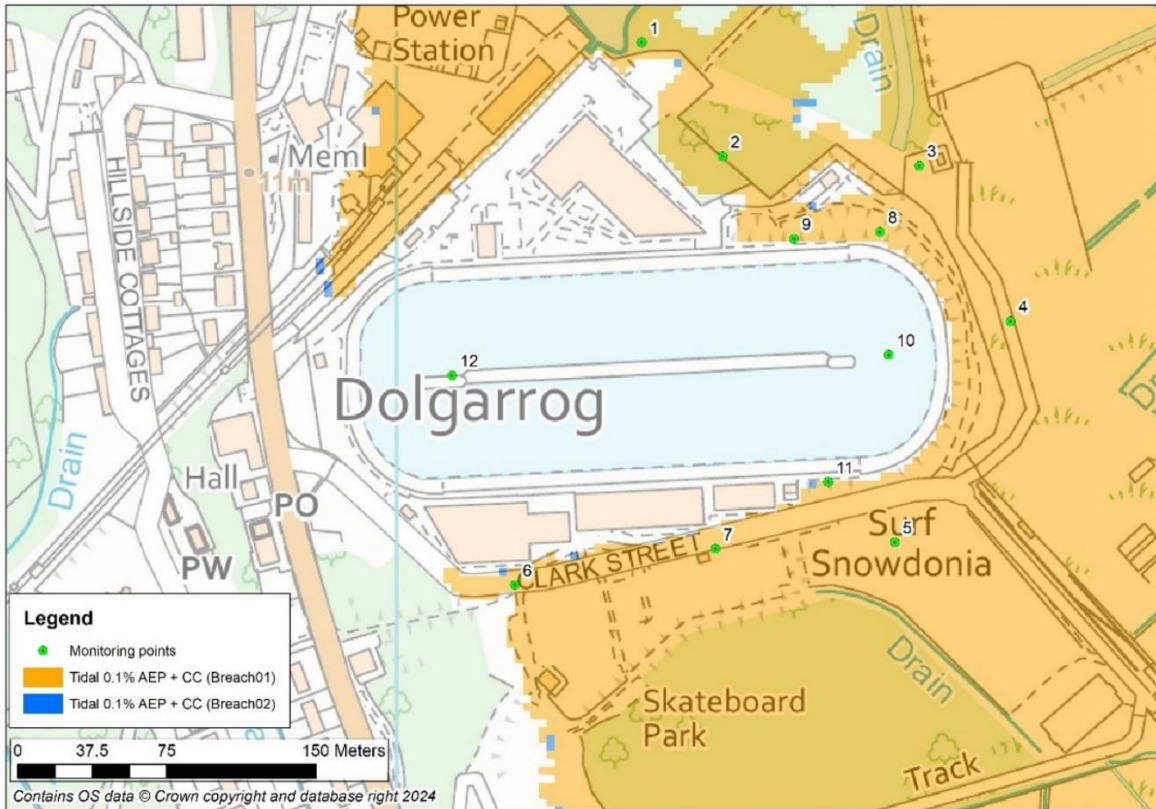 Power
Station
1
Drain
Meml
11m
2
3
HILLSIDE COTTAGES
9
8
4
10
12
Dolgarrog
Drain
Hall
PO
11
PW
7
5
Surf
Snowdonia
6
CLARK STREET
Drain
Skateboard
Park
Track
Legend
Monitoring points
Tidal 0.1% AEP + CC (Breach01)
Tidal 0.1% AEP + CC (Breach02)
0 37.5 75 150 Meters
Contains OS data © Crown copyright and database right 2024